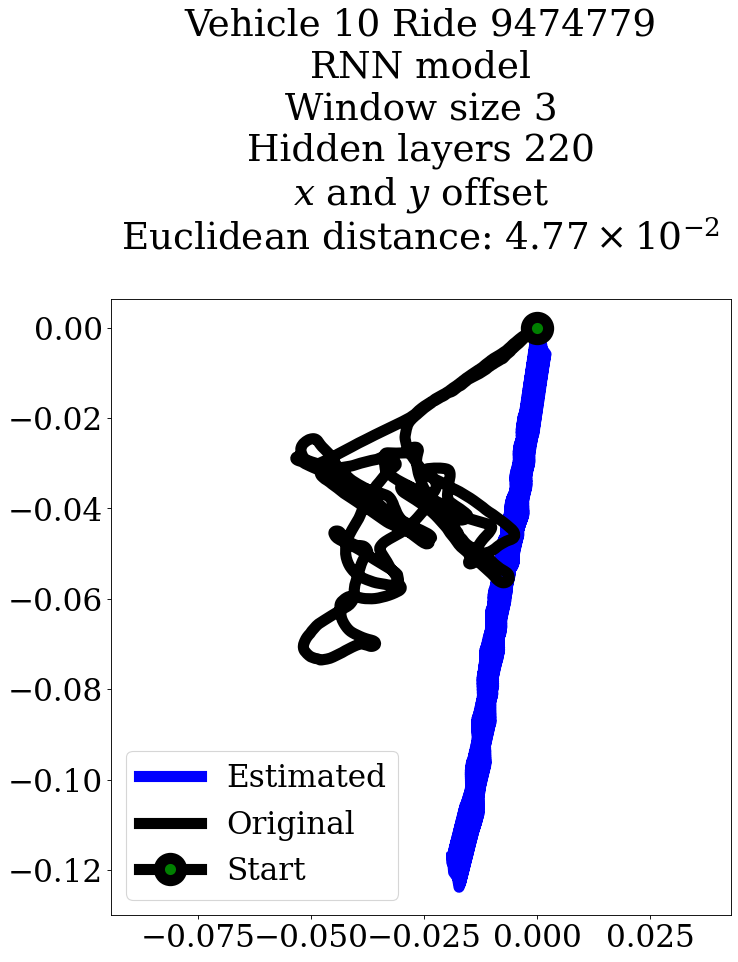 Vehicle 10 Ride 9474779
RNN model
Window size 3
Hidden layers 220
x and y offset
Euclidean distance: 4.77 × 10⁻²
0.00
−0.02
−0.04
−0.06
−0.08
−0.10
−0.12
Estimated
Original
Start
−0.075 −0.050 −0.025 0.000 0.025